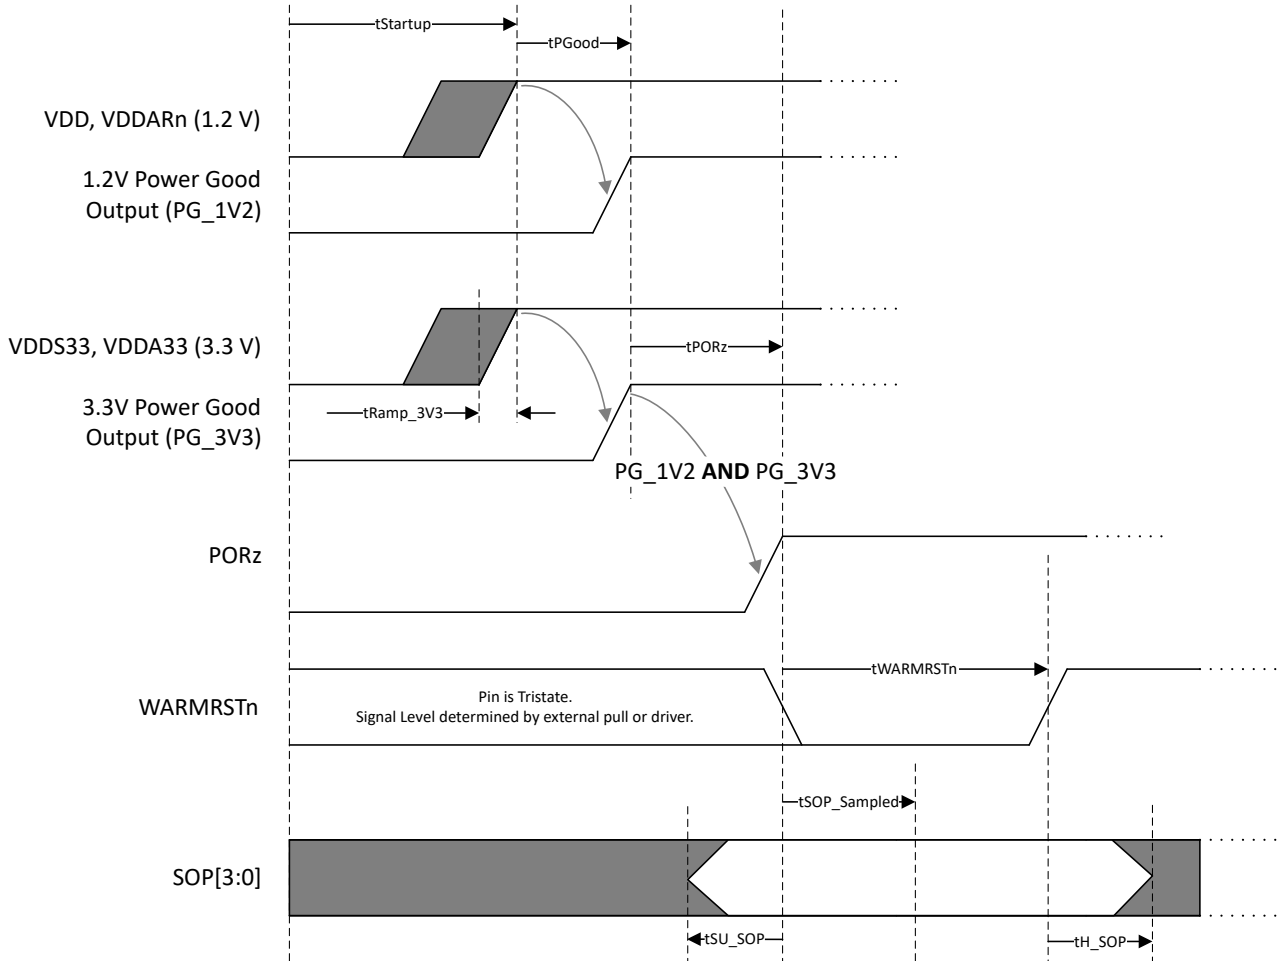 tStartup
tPGood
VDD, VDDARn (1.2 V)
1.2V Power Good
Output (PG_1V2)
VDDS33, VDDA33 (3.3 V)
tPORz
3.3V Power Good
Output (PG_3V3)
tRamp_3V3
PG_1V2 AND PG_3V3
PORz
tWARMRSTn
WARMRSTn
Pin is Tristate.
Signal Level determined by external pull or driver.
tSOP_Sampled
SOP[3:0]
tSU_SOP
tH_SOP